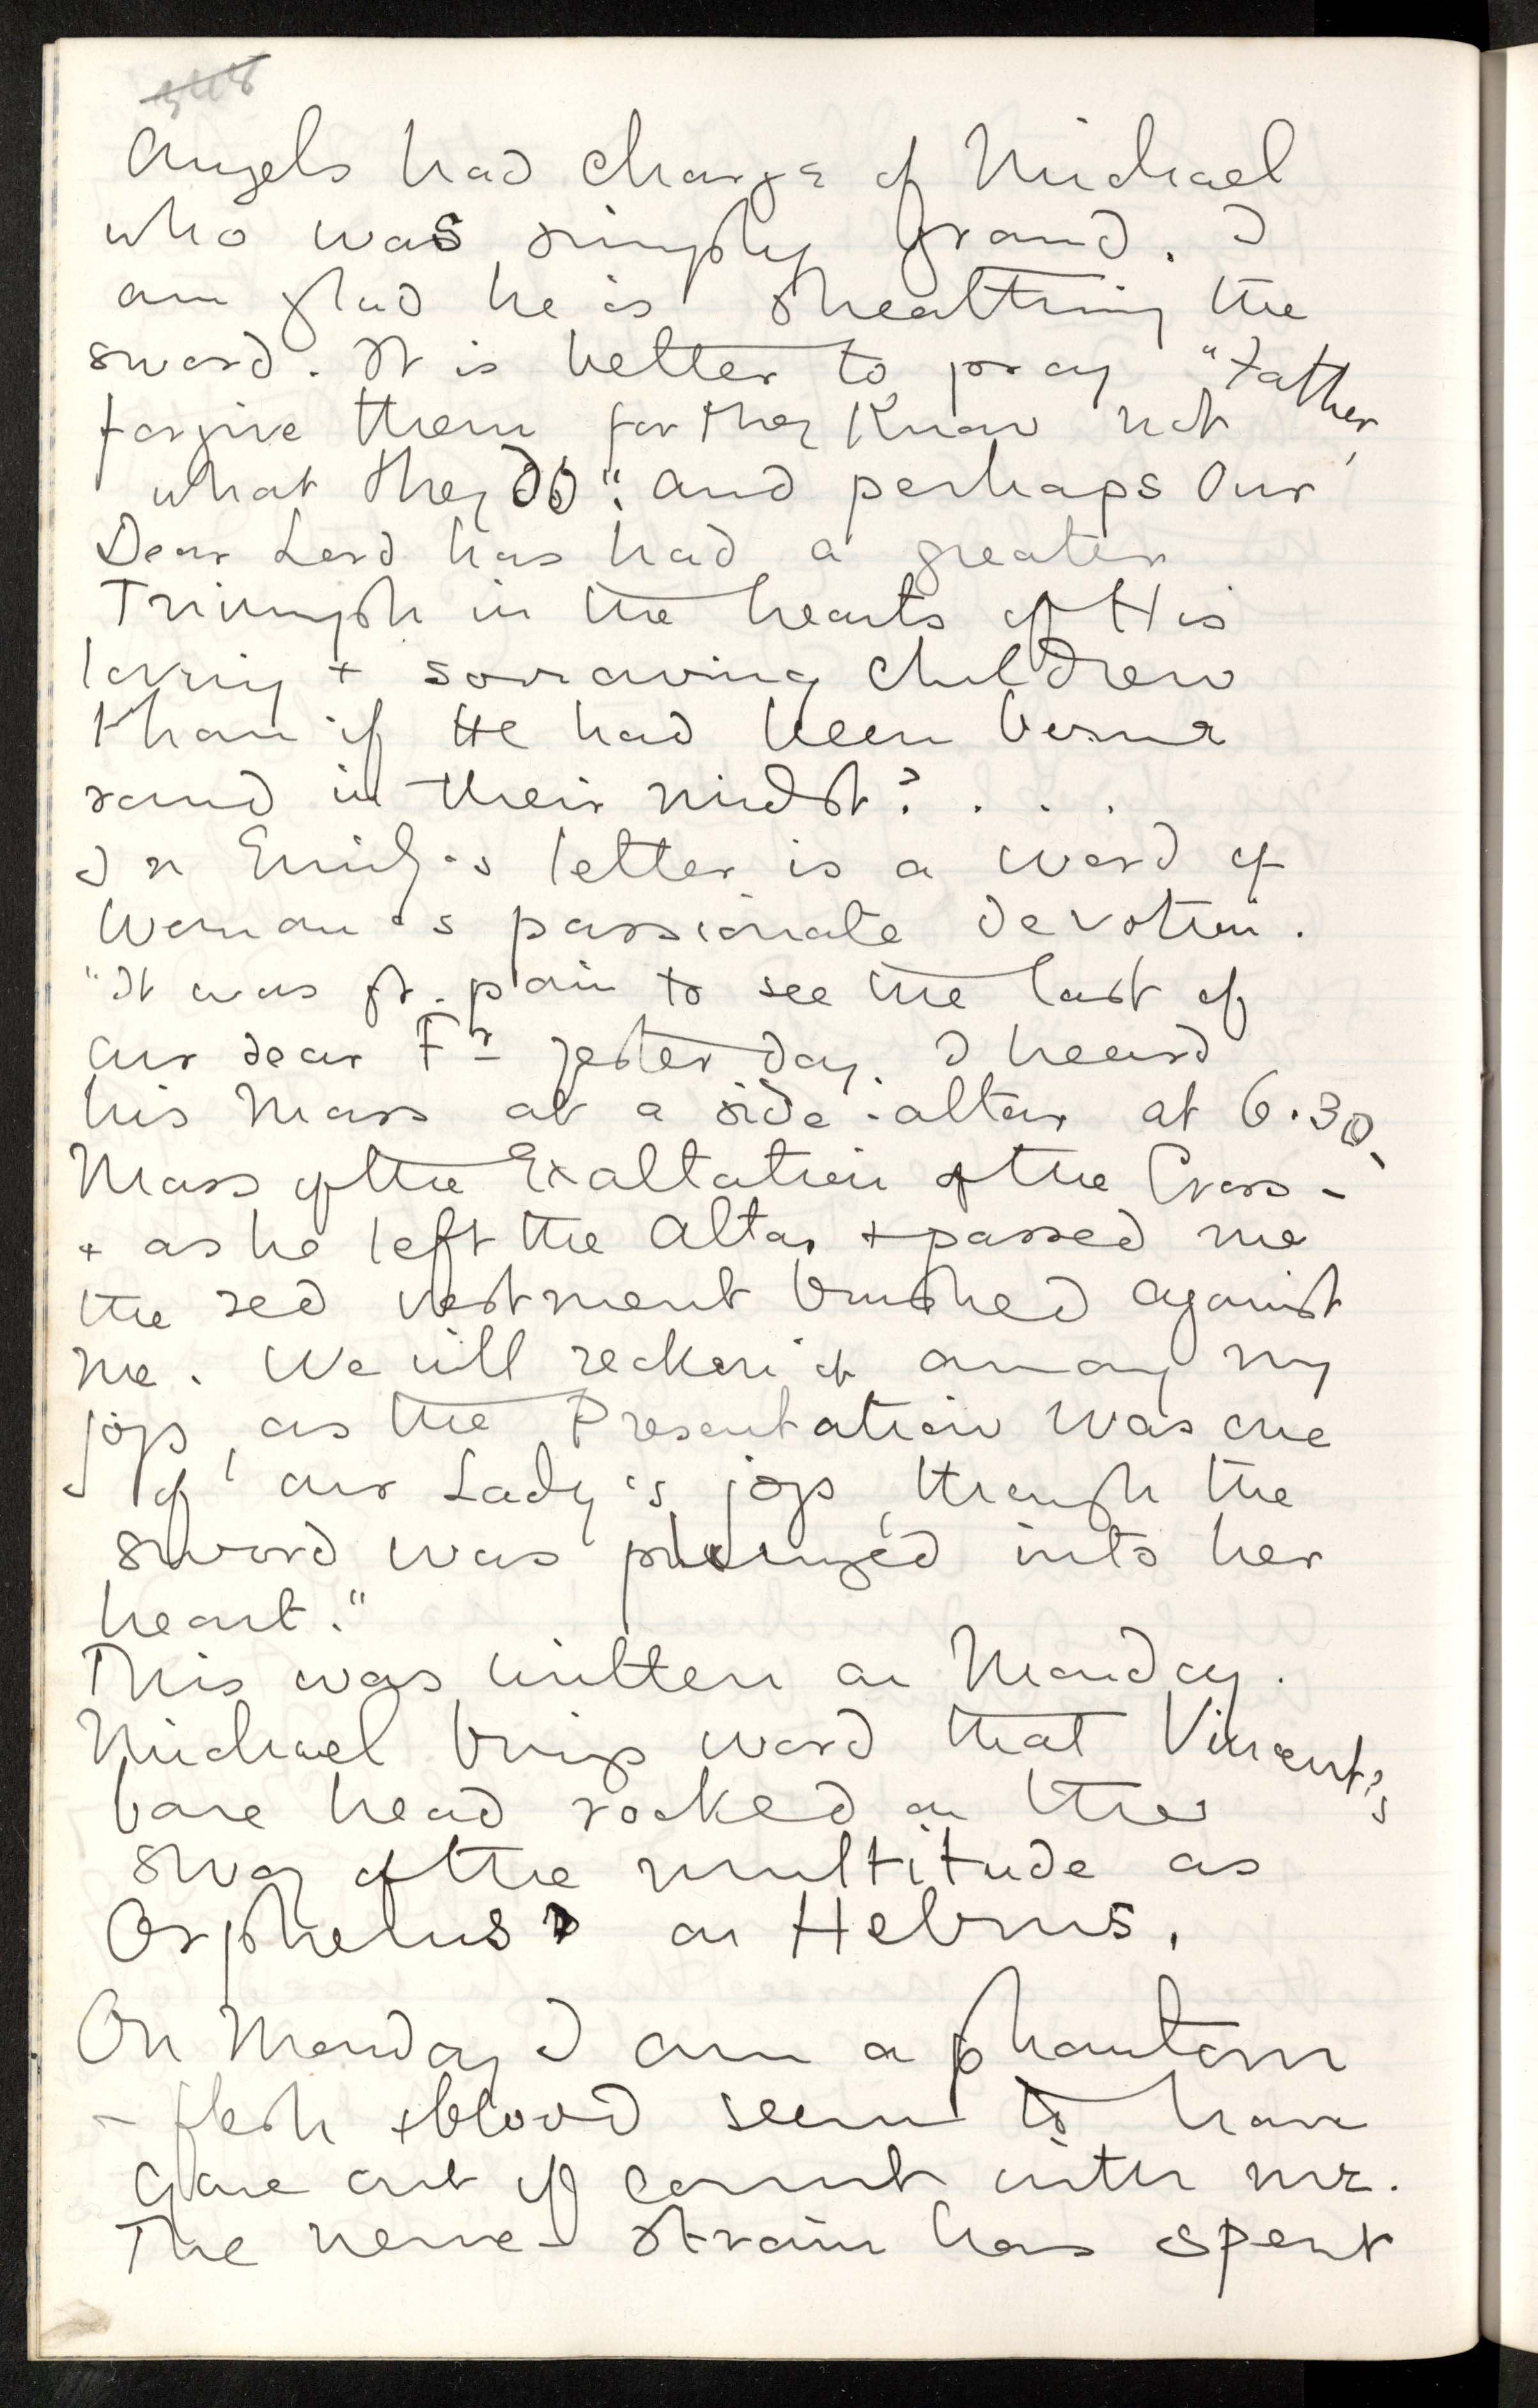 Angels had charge of Michael
who was simply grand. I
am glad he is sheathing the
sword. It is better to pray "Father,
forgive them for they know not
what they do": and perhaps Our
Dear Lord has had a greater
Triumph in the hearts of His
loving + sorrowing children
than if He had been borne
round in their midst? . . .
In Emily's letter is a word of
Woman's passionate devotion.
"It was gt. pain to see the last of
our dear Fr yesterday. I heard
his Mass at a side-altar at 6.30,
Mass of the Exaltation of the Cross –
+ as he left the Altar + passed me
the red vestment brushed against
me. We will reckon it among my
joys, as the Presentation was one
of our Lady's joys, though the
sword was plunged into her
heart."
This was written on Monday.
Michael brings word that Vincent's
bare head rocked on the
sway of the multitude as
Orpheus' on Hebrus.
On Monday I am a phantom
– flesh + blood seem to have
gone out of count with me.
The nerve-strain has spent